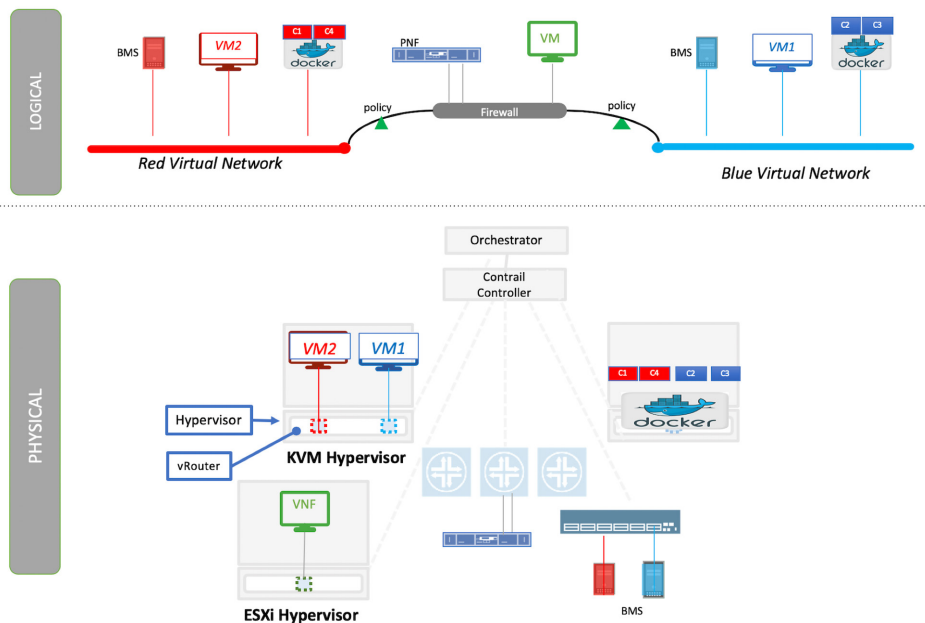 LOGICAL
BMS
VM2
C1 C4
docker
PNF
VM
BMS
VM1
C2 C3
docker
policy
Firewall
policy
Red Virtual Network
Blue Virtual Network
PHYSICAL
Orchestrator
Contrail
Controller
VM2
VM1
C1 C4 C2 C3
docker
Hypervisor
vRouter
KVM Hypervisor
VNF
ESXi Hypervisor
BMS